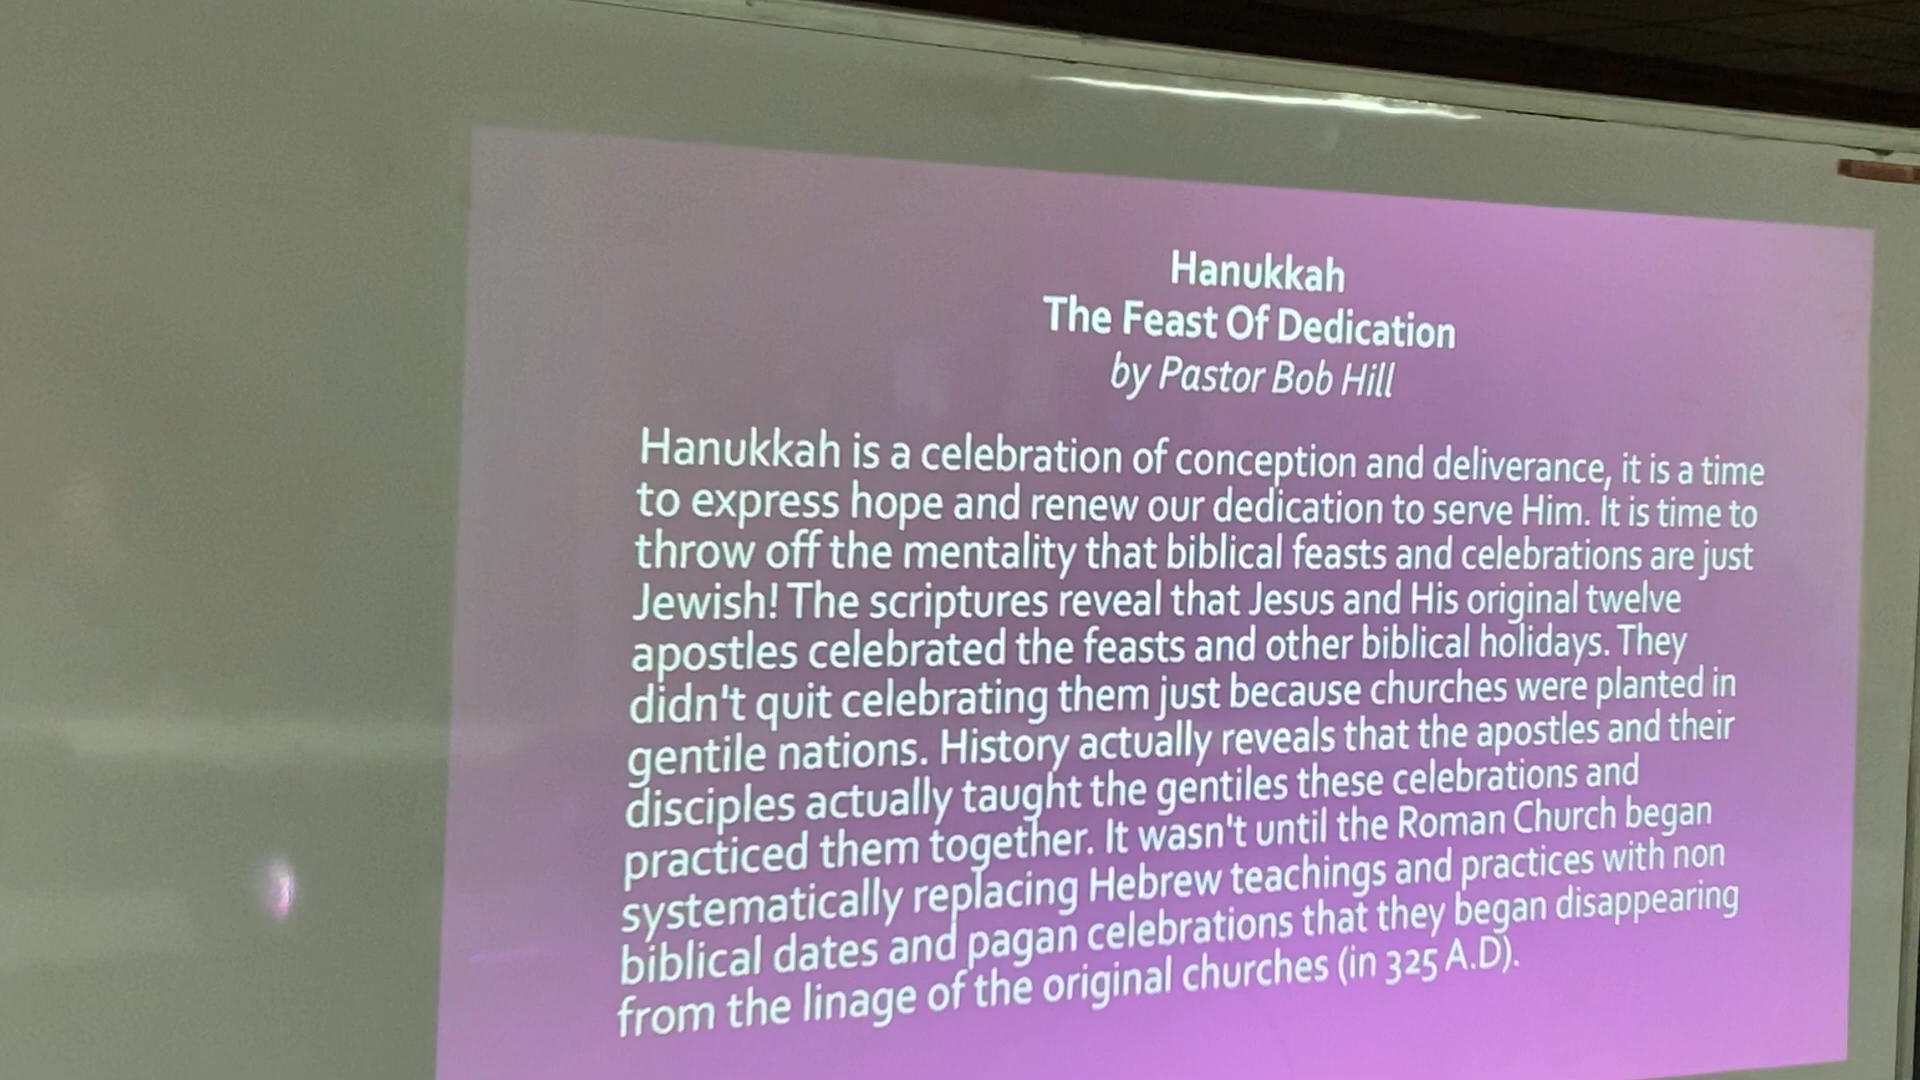 Hanukkah
The Feast Of Dedication
by Pastor Bob Hill
Hanukkah is a celebration of conception and deliverance, it is a time
to express hope and renew our dedication to serve Him. It is time to
throw off the mentality that biblical feasts and celebrations are just
Jewish! The scriptures reveal that Jesus and His original twelve
apostles celebrated the feasts and other biblical holidays. They
didn't quit celebrating them just because churches were planted in
gentile nations. History actually reveals that the apostles and their
disciples actually taught the gentiles these celebrations and
practiced them together. It wasn't until the Roman Church began
systematically replacing Hebrew teachings and practices with non
biblical dates and pagan celebrations that they began disappearing
from the linage of the original churches (in 325 A.D).